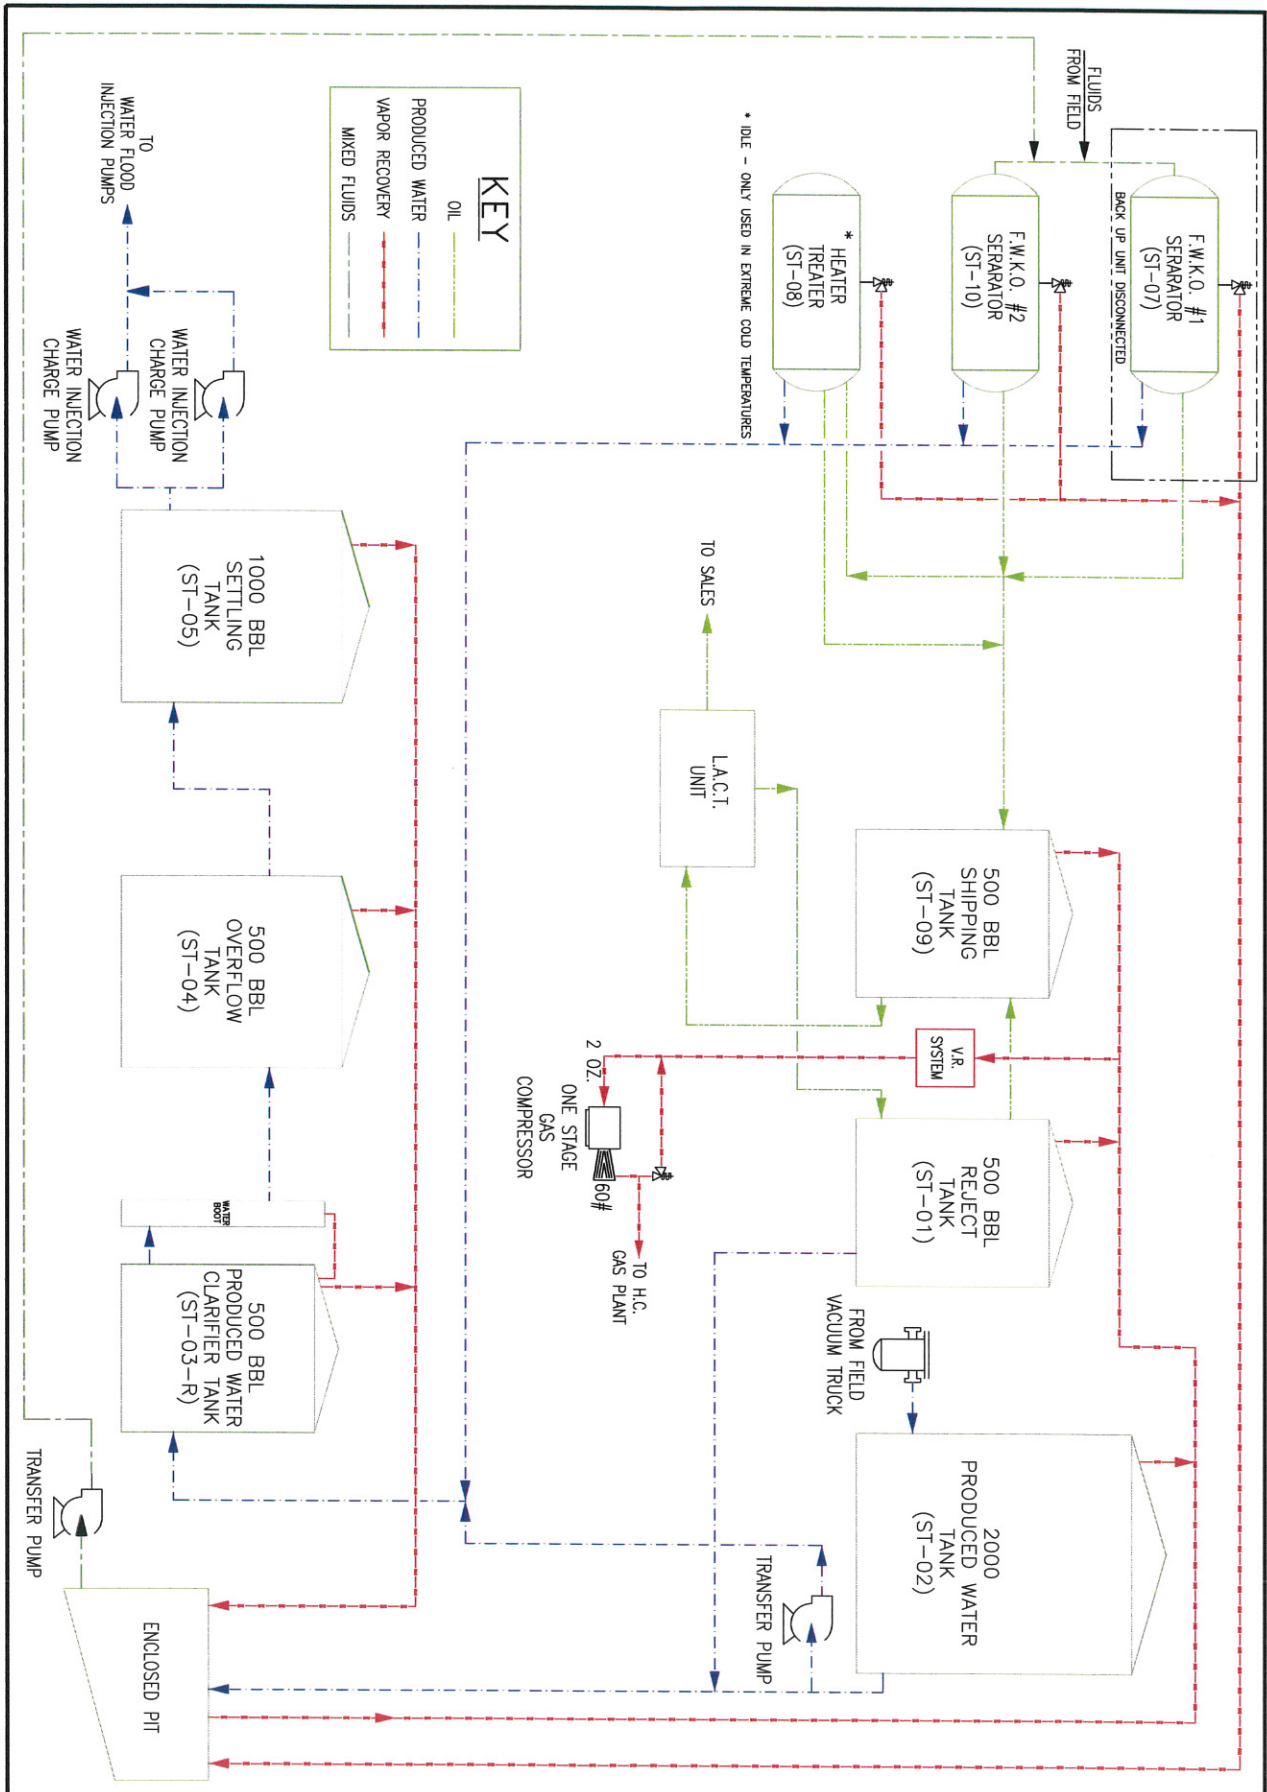 FLUIDS
FROM FIELD
F.W.K.O. #1
SERARATOR
(ST-07)
BACK UP UNIT DISCONNECTED
F.W.K.O. #2
SERARATOR
(ST-10)
* HEATER
TREATER
(ST-08)
* IDLE - ONLY USED IN EXTREME COLD TEMPERATURES
KEY
OIL
PRODUCED WATER
VAPOR RECOVERY
MIXED FLUIDS
TO
WATER FLOOD
INJECTION PUMPS
WATER INJECTION
CHARGE PUMP
WATER INJECTION
CHARGE PUMP
TO SALES
L.A.C.T.
UNIT
500 BBL
SHIPPING
TANK
(ST-09)
V.R.
SYSTEM
500 BBL
REJECT
TANK
(ST-01)
2 OZ.
ONE STAGE
GAS
COMPRESSOR
60#
TO H.C.
GAS PLANT
FROM FIELD
VACUUM TRUCK
2000
PRODUCED WATER
TANK
(ST-02)
TRANSFER PUMP
1000 BBL
SETTLING
TANK
(ST-05)
500 BBL
OVERFLOW
TANK
(ST-04)
WATER
BOOT
500 BBL
PRODUCED WATER
CLARIFIER TANK
(ST-03-R)
TRANSFER PUMP
ENCLOSED PIT